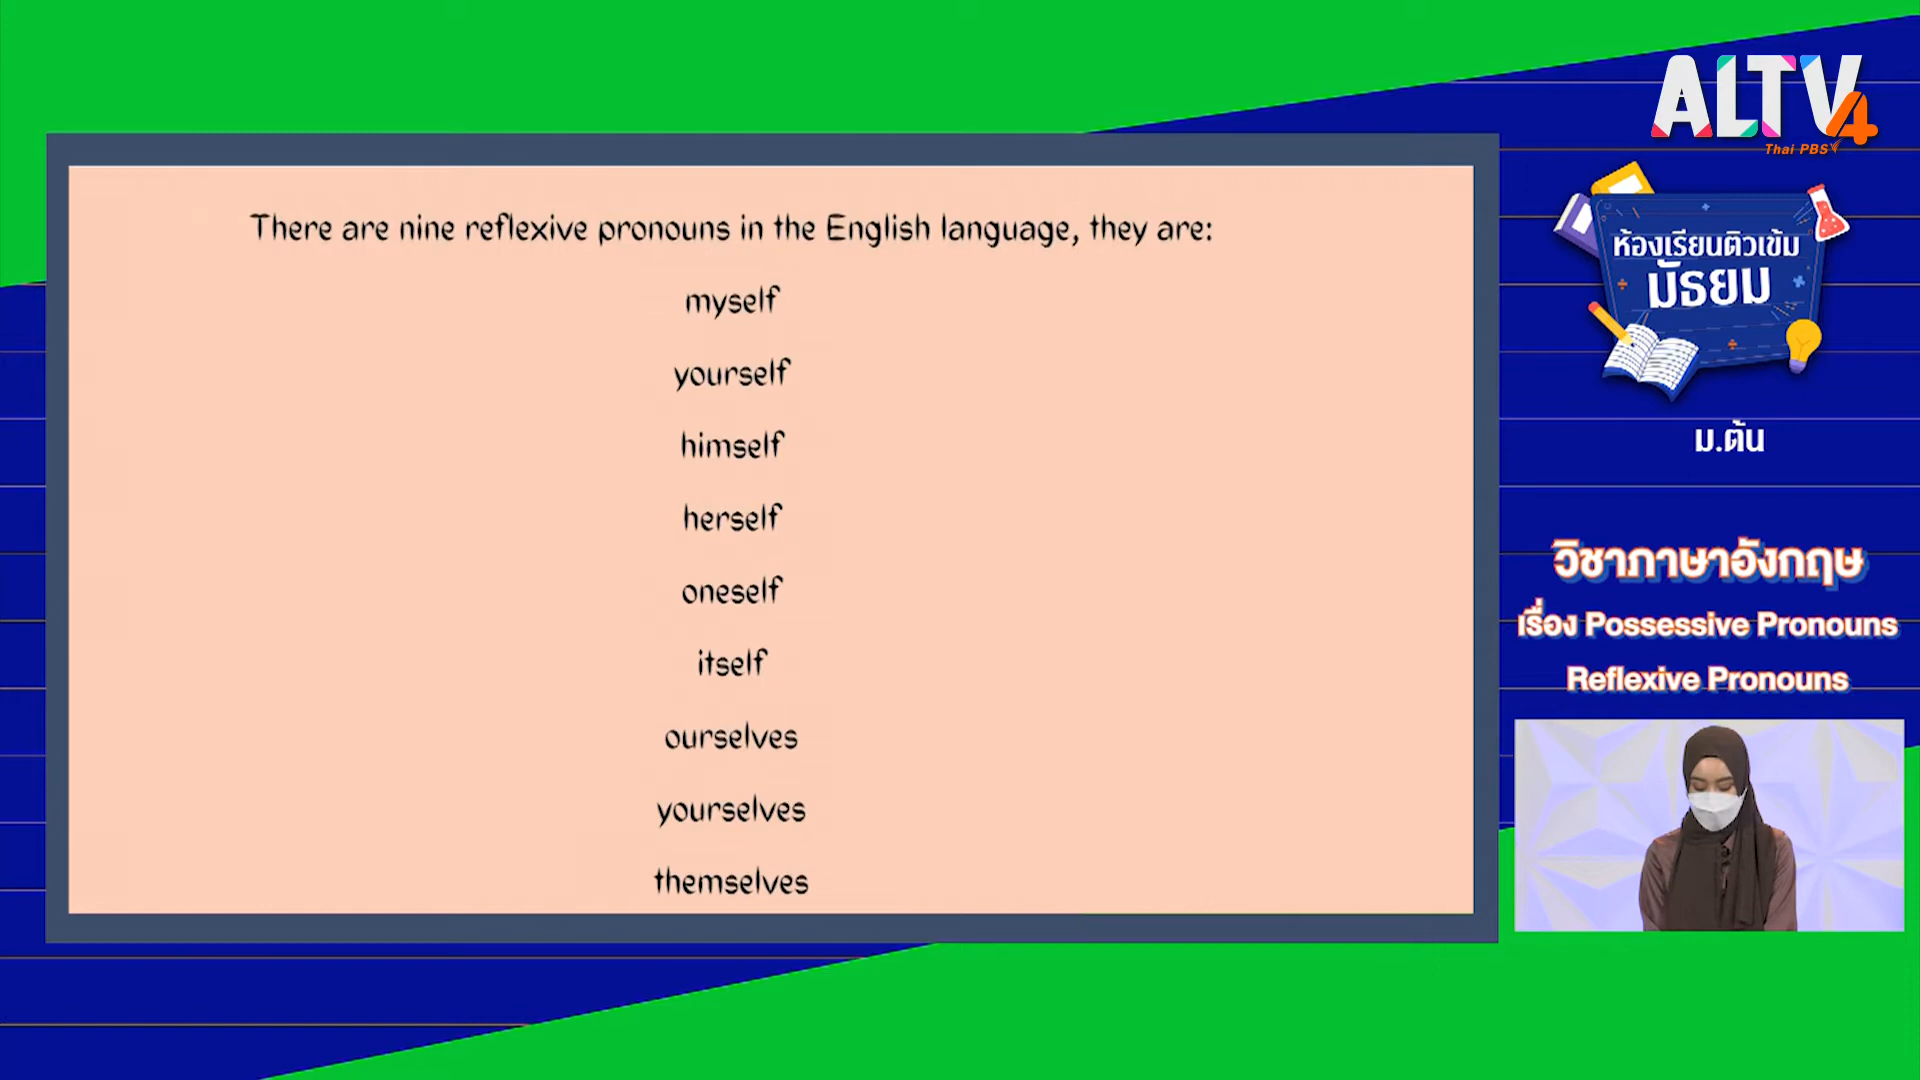 There are nine reflexive pronouns in the English language, they are:
myself
yourself
himself
herself
oneself
itself
ourselves
yourselves
themselves
ALTV4
Thai PBS
ห้องเรียนติวเข้ม
มัธยม
ม.ต้น
วิชาภาษาอังกฤษ
เรื่อง Possessive Pronouns
Reflexive Pronouns